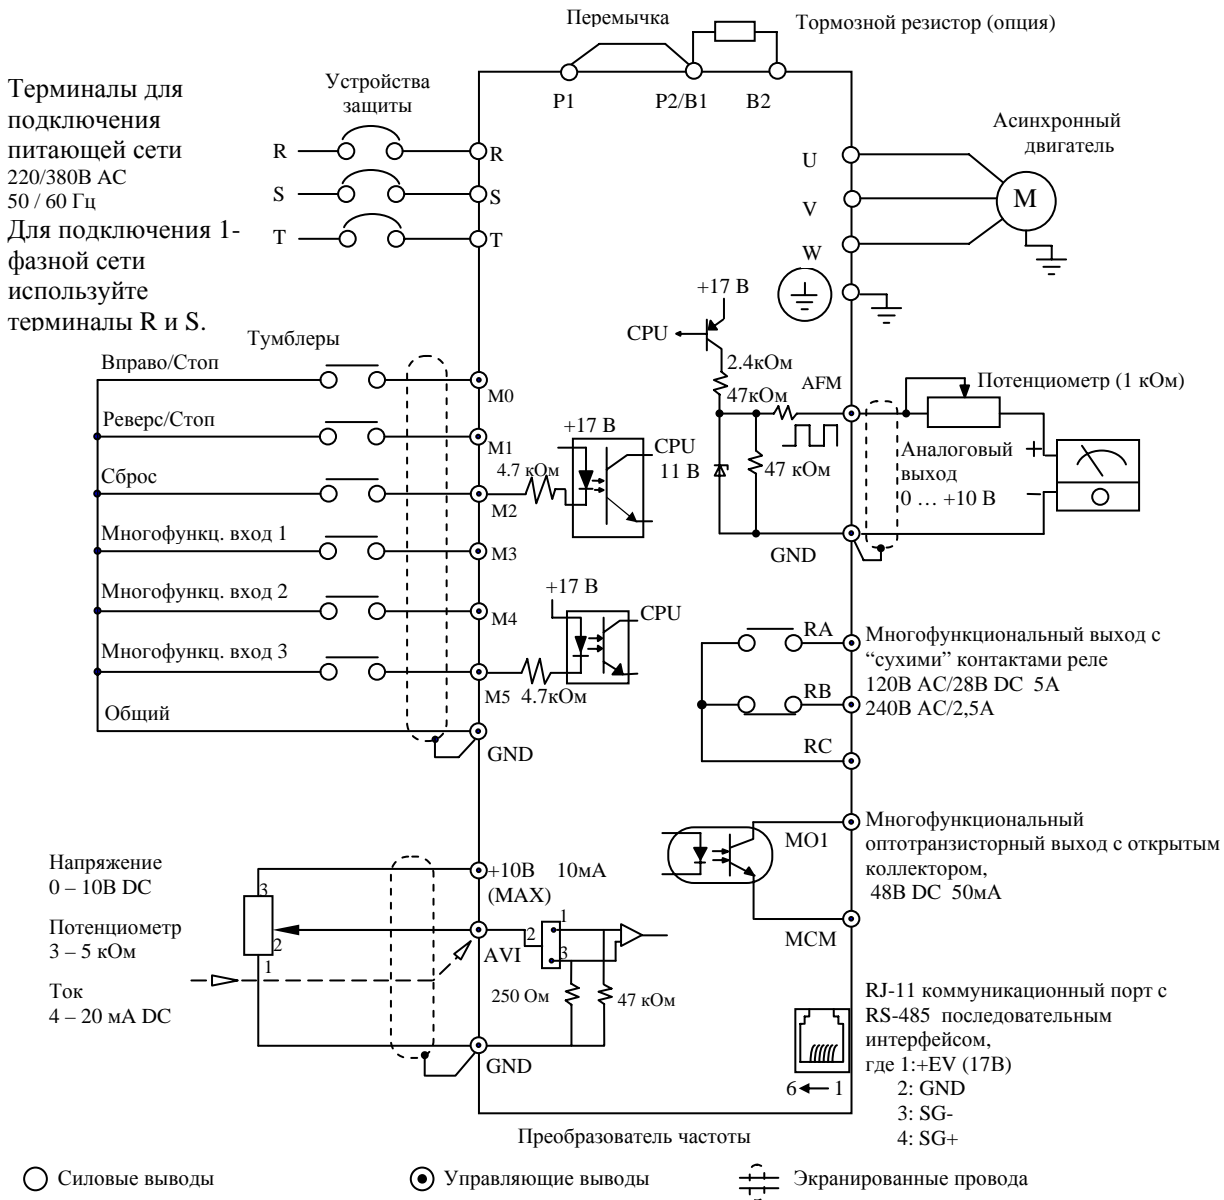 Перемычка
Тормозной резистор (опция)
P1
P2/B1
B2
Терминалы для
подключения
питающей сети
220/380В AC
50 / 60 Гц
Для подключения 1-
фазной сети
используйте
терминалы R и S.
Устройства
защиты
R
R
S
S
T
T
Асинхронный
двигатель
U
V
W
M
Тумблеры
Вправо/Стоп
M0
Реверс/Стоп
M1
Сброс
M2
Многофункц. вход 1
M3
Многофункц. вход 2
M4
Многофункц. вход 3
M5
Общий
GND
+17 В
CPU
4.7 кОм
+17 В
CPU
4.7кОм
+17 В
CPU
2.4кОм
47кОм
AFM
11 В
47 кОм
GND
Потенциометр (1 кОм)
Аналоговый
выход
0 … +10 В
+
–
RA
RB
RC
Многофункциональный выход с
“сухими” контактами реле
120В AC/28В DC 5А
240В AC/2,5А
MO1
MCM
Многофункциональный
оптотранзисторный выход с открытым
коллектором,
48В DC 50мА
Напряжение
0 – 10В DC
Потенциометр
3 – 5 кОм
Ток
4 – 20 мА DC
3
2
1
+10В 10мА
(MAX)
AVI
2
1
3
250 Ом
47 кОм
GND
RJ-11 коммуникационный порт с
RS-485 последовательным
интерфейсом,
где 1:+EV (17В)
2: GND
3: SG-
4: SG+
6
1
Преобразователь частоты
Силовые выводы
Управляющие выводы
Экранированные провода